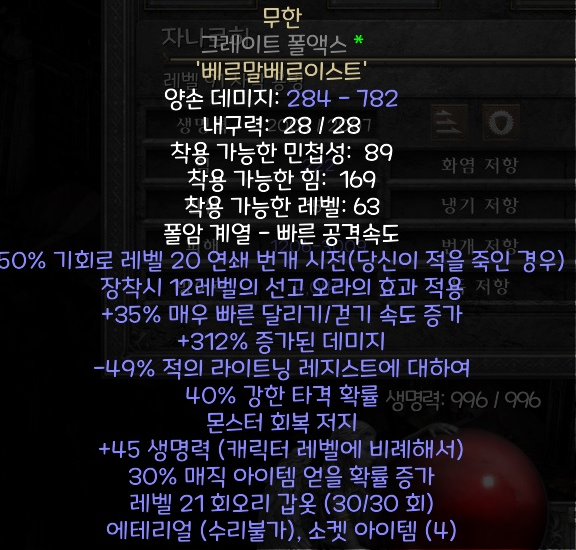 무한
그레이트 폴액스 *
'베르말베르이스트'
양손 데미지: 284 - 782
내구력: 28 / 28
착용 가능한 민첩성: 89
착용 가능한 힘: 169
착용 가능한 레벨: 63
폴암 계열 - 빠른 공격속도
50% 기회로 레벨 20 연쇄 번개 시전(당신이 적을 죽인 경우)
장착시 12레벨의 선고 오라의 효과 적용
+35% 매우 빠른 달리기/걷기 속도 증가
+312% 증가된 데미지
-49% 적의 라이트닝 레지스트에 대하여
40% 강한 타격 확률
생명력: 996 / 996
몬스터 회복 저지
+45 생명력 (캐릭터 레벨에 비례해서)
30% 매직 아이템 얻을 확률 증가
레벨 21 회오리 갑옷 (30/30 회)
에테리얼 (수리불가), 소켓 아이템 (4)
화염 저항
냉기 저항
번개 저항
저항